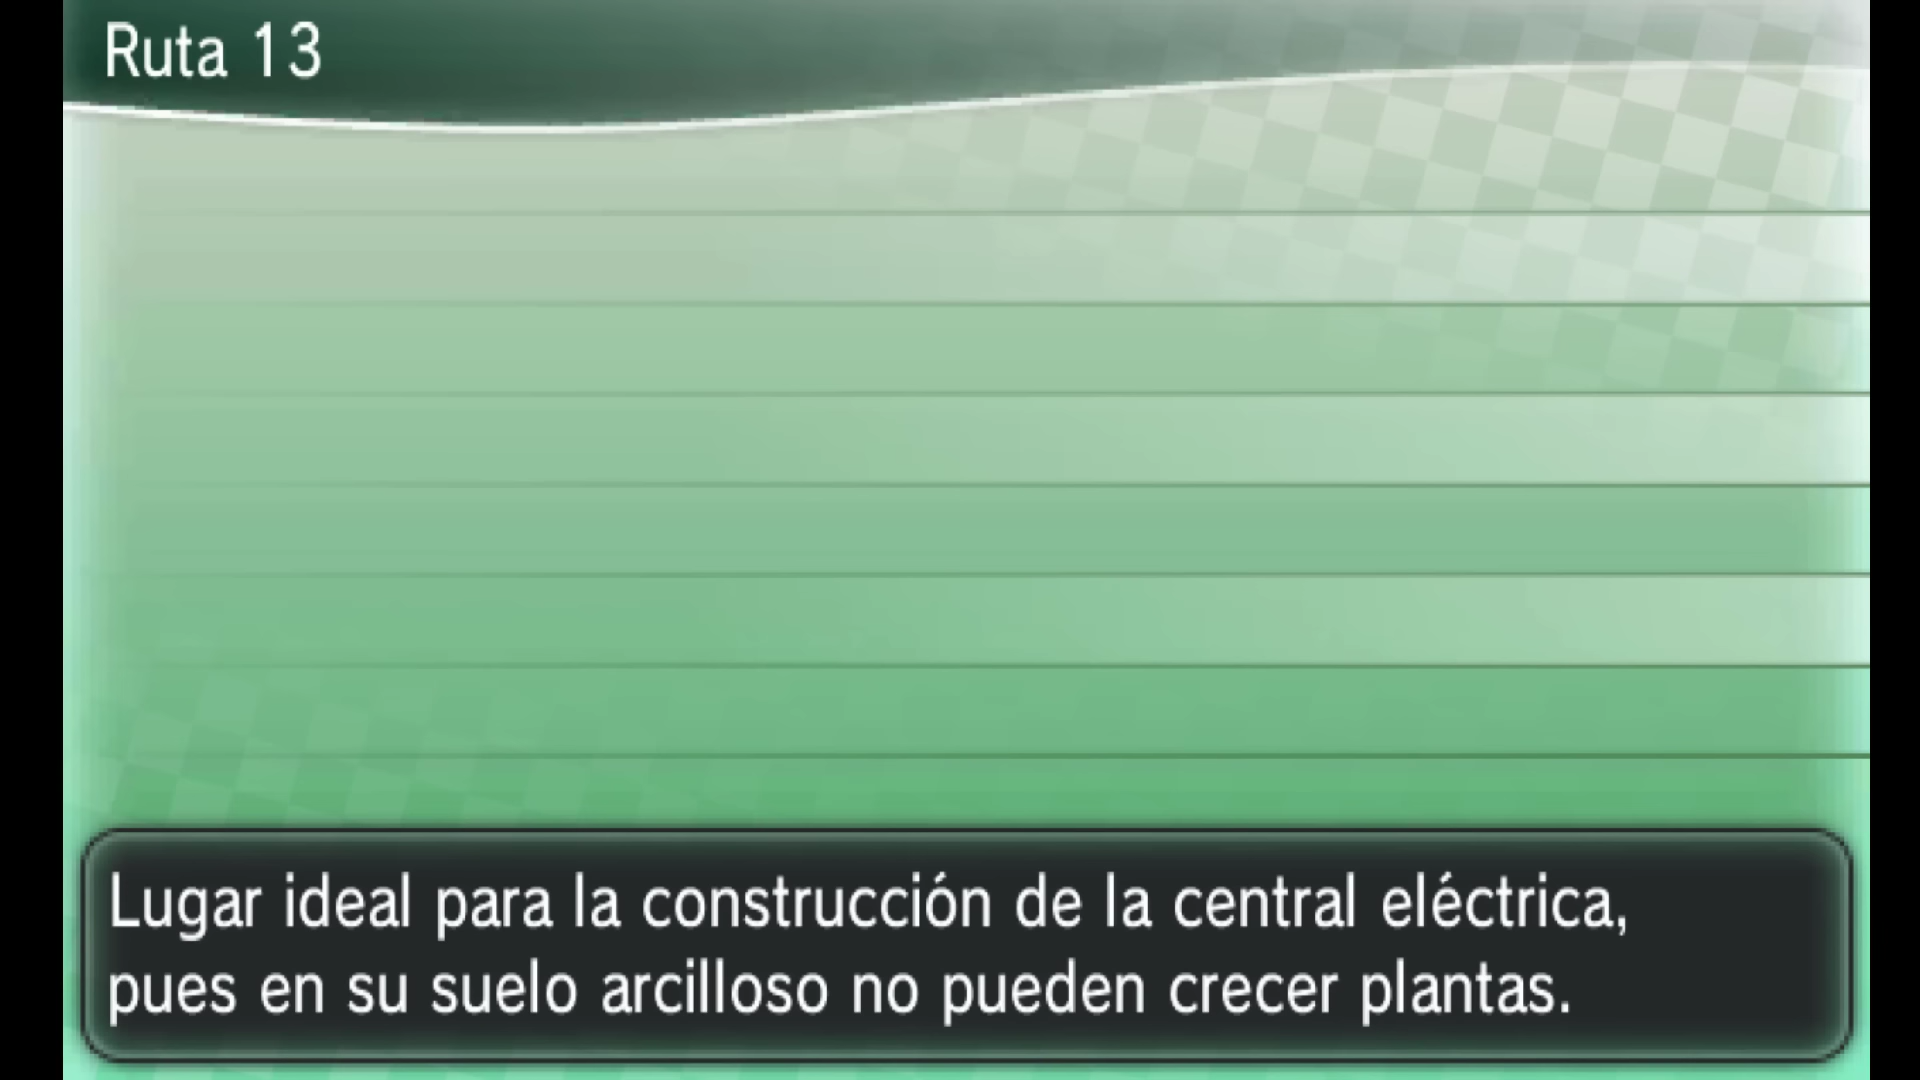 Ruta 13
Lugar ideal para la construcción de la central eléctrica,
pues en su suelo arcilloso no pueden crecer plantas.